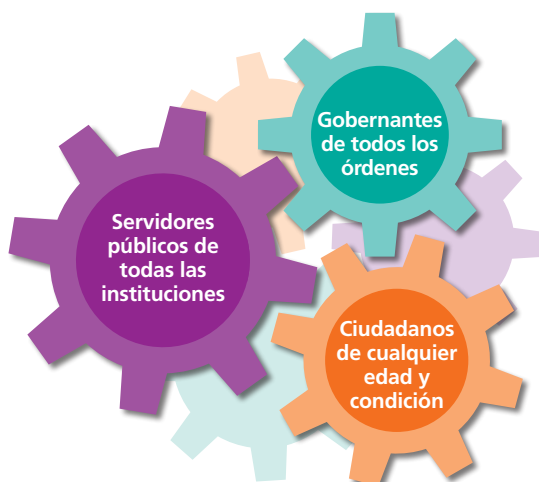 Gobernantes
de todos los
órdenes
Servidores
públicos de
todas las
instituciones
Ciudadanos
de cualquier
edad y
condición